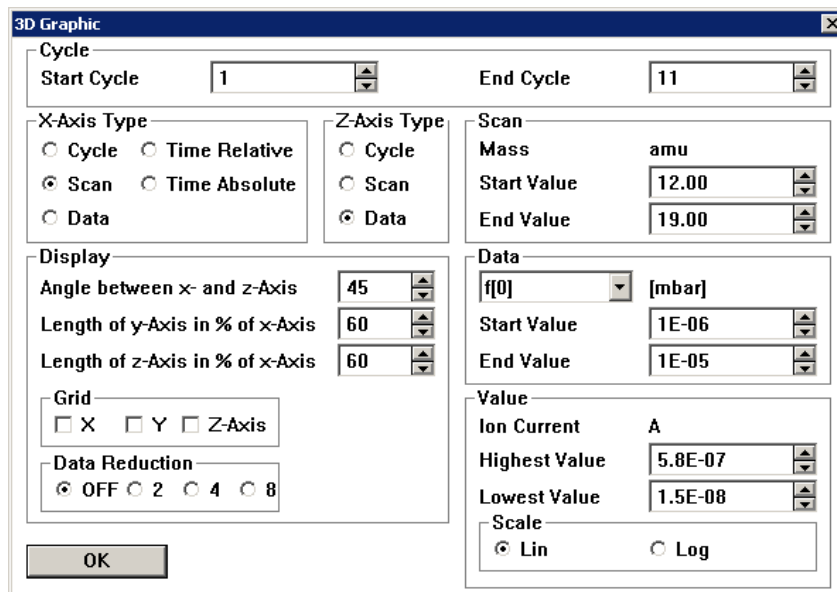 3D Graphic
Cycle
Start Cycle 1 End Cycle 11
X-Axis Type
Cycle Time Relative
Scan Time Absolute
Data
Z-Axis Type
Cycle
Scan
Data
Scan
Mass amu
Start Value 12.00
End Value 19.00
Display
Angle between x- and z-Axis 45
Length of y-Axis in % of x-Axis 60
Length of z-Axis in % of x-Axis 60
Grid
X Y Z-Axis
Data Reduction
OFF 2 4 8
Data
f[0] [mbar]
Start Value 1E-06
End Value 1E-05
Value
Ion Current A
Highest Value 5.8E-07
Lowest Value 1.5E-08
Scale
Lin Log
OK